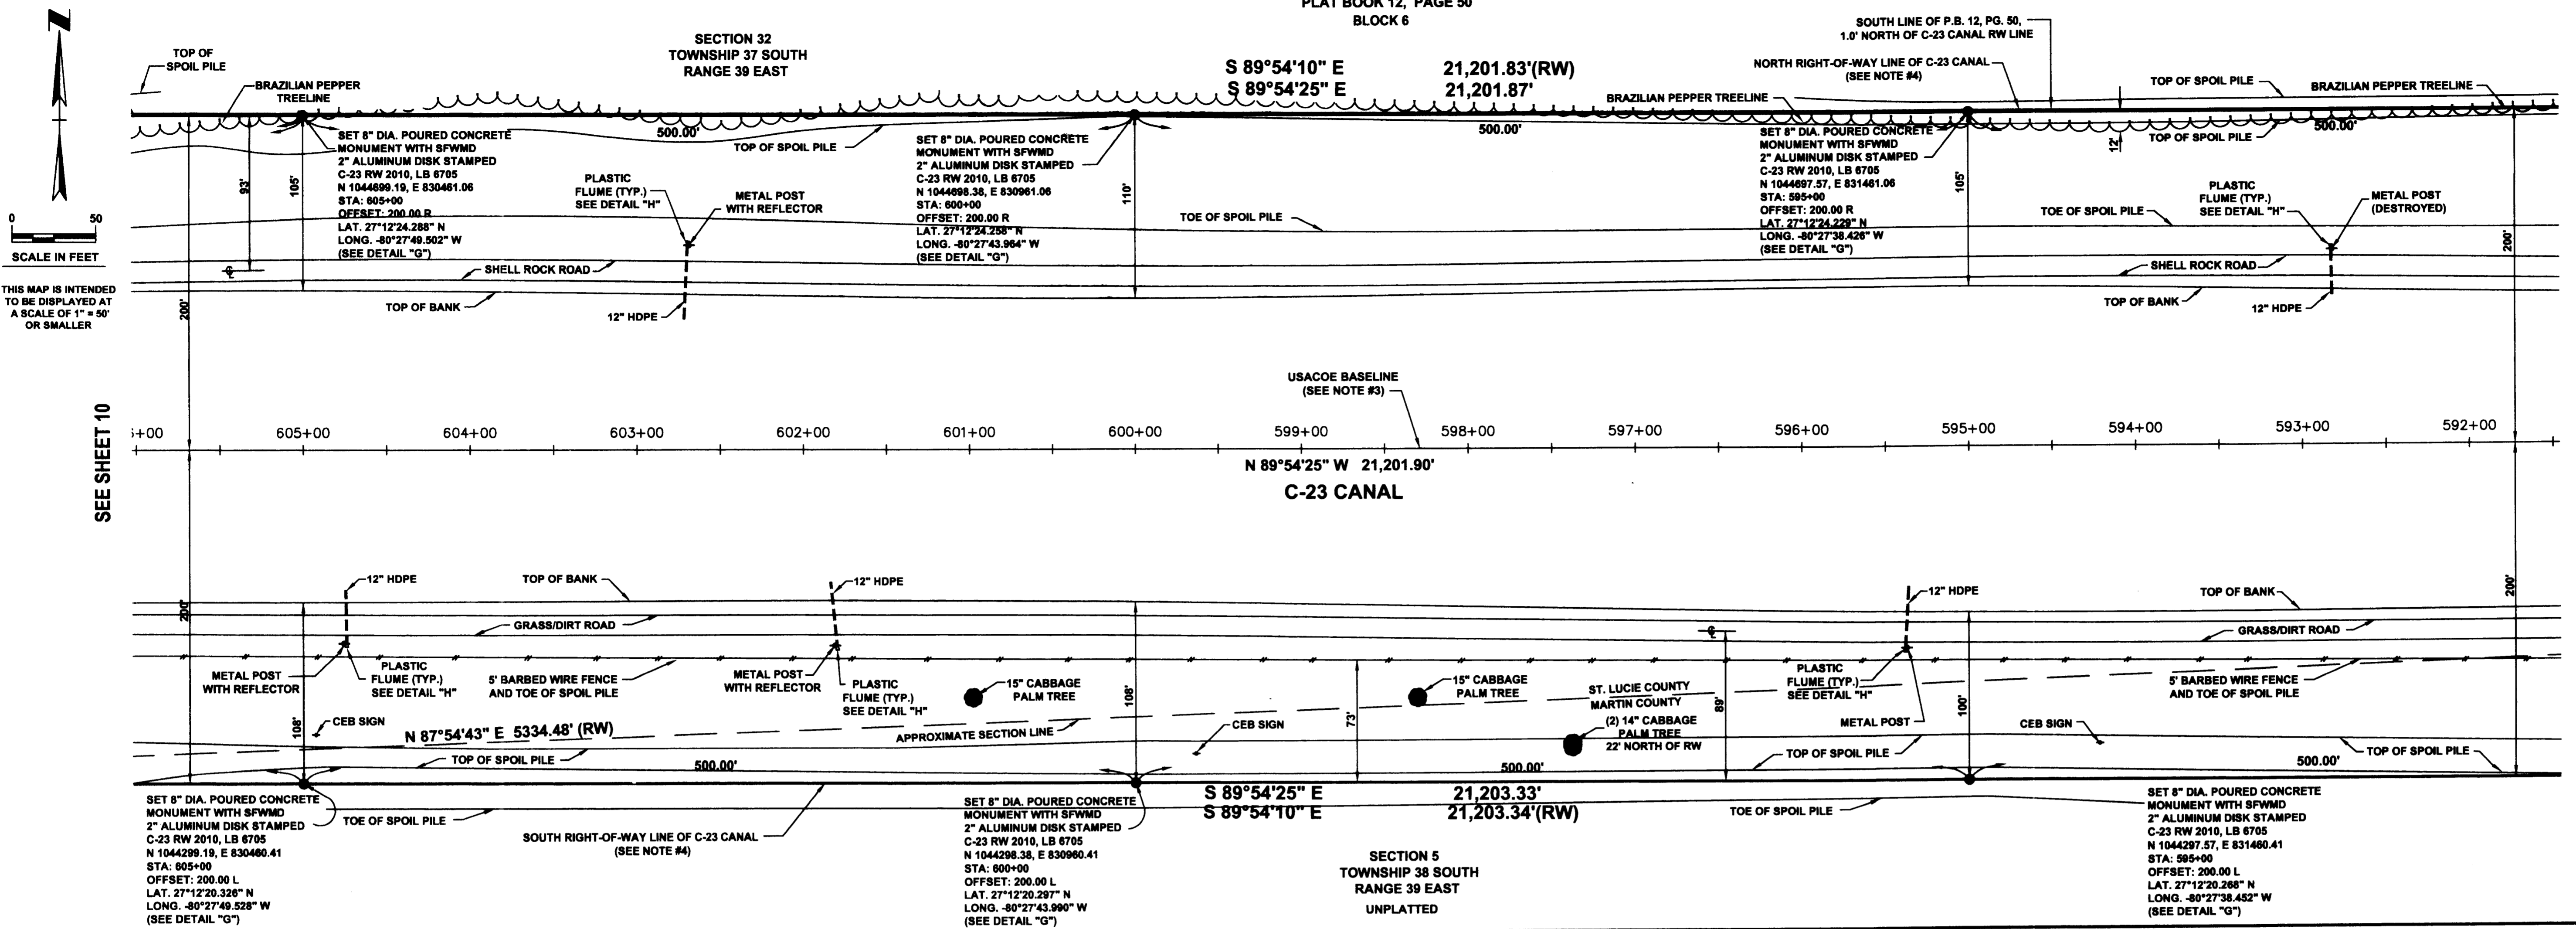 PLAT BOOK 12, PAGE 50
BLOCK 6
N
0 50
SCALE IN FEET
THIS MAP IS INTENDED
TO BE DISPLAYED AT
A SCALE OF 1" = 50'
OR SMALLER
SEE SHEET 10
TOP OF
SPOIL PILE
BRAZILIAN PEPPER
TREELINE
SECTION 32
TOWNSHIP 37 SOUTH
RANGE 39 EAST
S 89°54'10" E 21,201.83'(RW)
S 89°54'25" E 21,201.87'
SOUTH LINE OF P.B. 12, PG. 50,
1.0' NORTH OF C-23 CANAL RW LINE
NORTH RIGHT-OF-WAY LINE OF C-23 CANAL
(SEE NOTE #4)
TOP OF SPOIL PILE
BRAZILIAN PEPPER TREELINE
BRAZILIAN PEPPER TREELINE
500.00'
500.00'
500.00'
TOP OF SPOIL PILE
TOP OF SPOIL PILE
12'
SET 8" DIA. POURED CONCRETE
MONUMENT WITH SFWMD
2" ALUMINUM DISK STAMPED
C-23 RW 2010, LB 6705
N 1044699.19, E 830461.06
STA: 605+00
OFFSET: 200.00 R
LAT. 27°12'24.288" N
LONG. -80°27'49.502" W
(SEE DETAIL "G")
93'
105'
200'
PLASTIC
FLUME (TYP.)
SEE DETAIL "H"
METAL POST
WITH REFLECTOR
SET 8" DIA. POURED CONCRETE
MONUMENT WITH SFWMD
2" ALUMINUM DISK STAMPED
C-23 RW 2010, LB 6705
N 1044698.38, E 830961.06
STA: 600+00
OFFSET: 200.00 R
LAT. 27°12'24.258" N
LONG. -80°27'43.964" W
(SEE DETAIL "G")
110'
TOE OF SPOIL PILE
SET 8" DIA. POURED CONCRETE
MONUMENT WITH SFWMD
2" ALUMINUM DISK STAMPED
C-23 RW 2010, LB 6705
N 1044697.57, E 831461.06
STA: 595+00
OFFSET: 200.00 R
LAT. 27°12'24.229" N
LONG. -80°27'38.426" W
(SEE DETAIL "G")
105'
TOE OF SPOIL PILE
PLASTIC
FLUME (TYP.)
SEE DETAIL "H"
METAL POST
(DESTROYED)
200'
SHELL ROCK ROAD
TOP OF BANK
12" HDPE
SHELL ROCK ROAD
TOP OF BANK
12" HDPE
USACOE BASELINE
(SEE NOTE #3)
+00 605+00 604+00 603+00 602+00 601+00 600+00 599+00 598+00 597+00 596+00 595+00 594+00 593+00 592+00
N 89°54'25" W 21,201.90'
C-23 CANAL
200'
12" HDPE
TOP OF BANK
12" HDPE
12" HDPE
TOP OF BANK
200'
GRASS/DIRT ROAD
GRASS/DIRT ROAD
METAL POST
WITH REFLECTOR
PLASTIC
FLUME (TYP.)
SEE DETAIL "H"
5' BARBED WIRE FENCE
AND TOE OF SPOIL PILE
METAL POST
WITH REFLECTOR
PLASTIC
FLUME (TYP.)
SEE DETAIL "H"
15" CABBAGE
PALM TREE
108'
73'
15" CABBAGE
PALM TREE
ST. LUCIE COUNTY
MARTIN COUNTY
89'
PLASTIC
FLUME (TYP.)
SEE DETAIL "H"
METAL POST
100'
5' BARBED WIRE FENCE
AND TOE OF SPOIL PILE
108'
CEB SIGN
N 87°54'43" E 5334.48' (RW)
APPROXIMATE SECTION LINE
CEB SIGN
(2) 14" CABBAGE
PALM TREE
22' NORTH OF RW
CEB SIGN
TOP OF SPOIL PILE
TOP OF SPOIL PILE
TOP OF SPOIL PILE
500.00'
500.00'
500.00'
S 89°54'25" E 21,203.33'
S 89°54'10" E 21,203.34'(RW)
SET 8" DIA. POURED CONCRETE
MONUMENT WITH SFWMD
2" ALUMINUM DISK STAMPED
C-23 RW 2010, LB 6705
N 1044299.19, E 830460.41
STA: 605+00
OFFSET: 200.00 L
LAT. 27°12'20.326" N
LONG. -80°27'49.528" W
(SEE DETAIL "G")
TOE OF SPOIL PILE
SOUTH RIGHT-OF-WAY LINE OF C-23 CANAL
(SEE NOTE #4)
SET 8" DIA. POURED CONCRETE
MONUMENT WITH SFWMD
2" ALUMINUM DISK STAMPED
C-23 RW 2010, LB 6705
N 1044298.38, E 830960.41
STA: 600+00
OFFSET: 200.00 L
LAT. 27°12'20.297" N
LONG. -80°27'43.990" W
(SEE DETAIL "G")
SECTION 5
TOWNSHIP 38 SOUTH
RANGE 39 EAST
UNPLATTED
TOE OF SPOIL PILE
SET 8" DIA. POURED CONCRETE
MONUMENT WITH SFWMD
2" ALUMINUM DISK STAMPED
C-23 RW 2010, LB 6705
N 1044297.57, E 831460.41
STA: 595+00
OFFSET: 200.00 L
LAT. 27°12'20.268" N
LONG. -80°27'38.452" W
(SEE DETAIL "G")